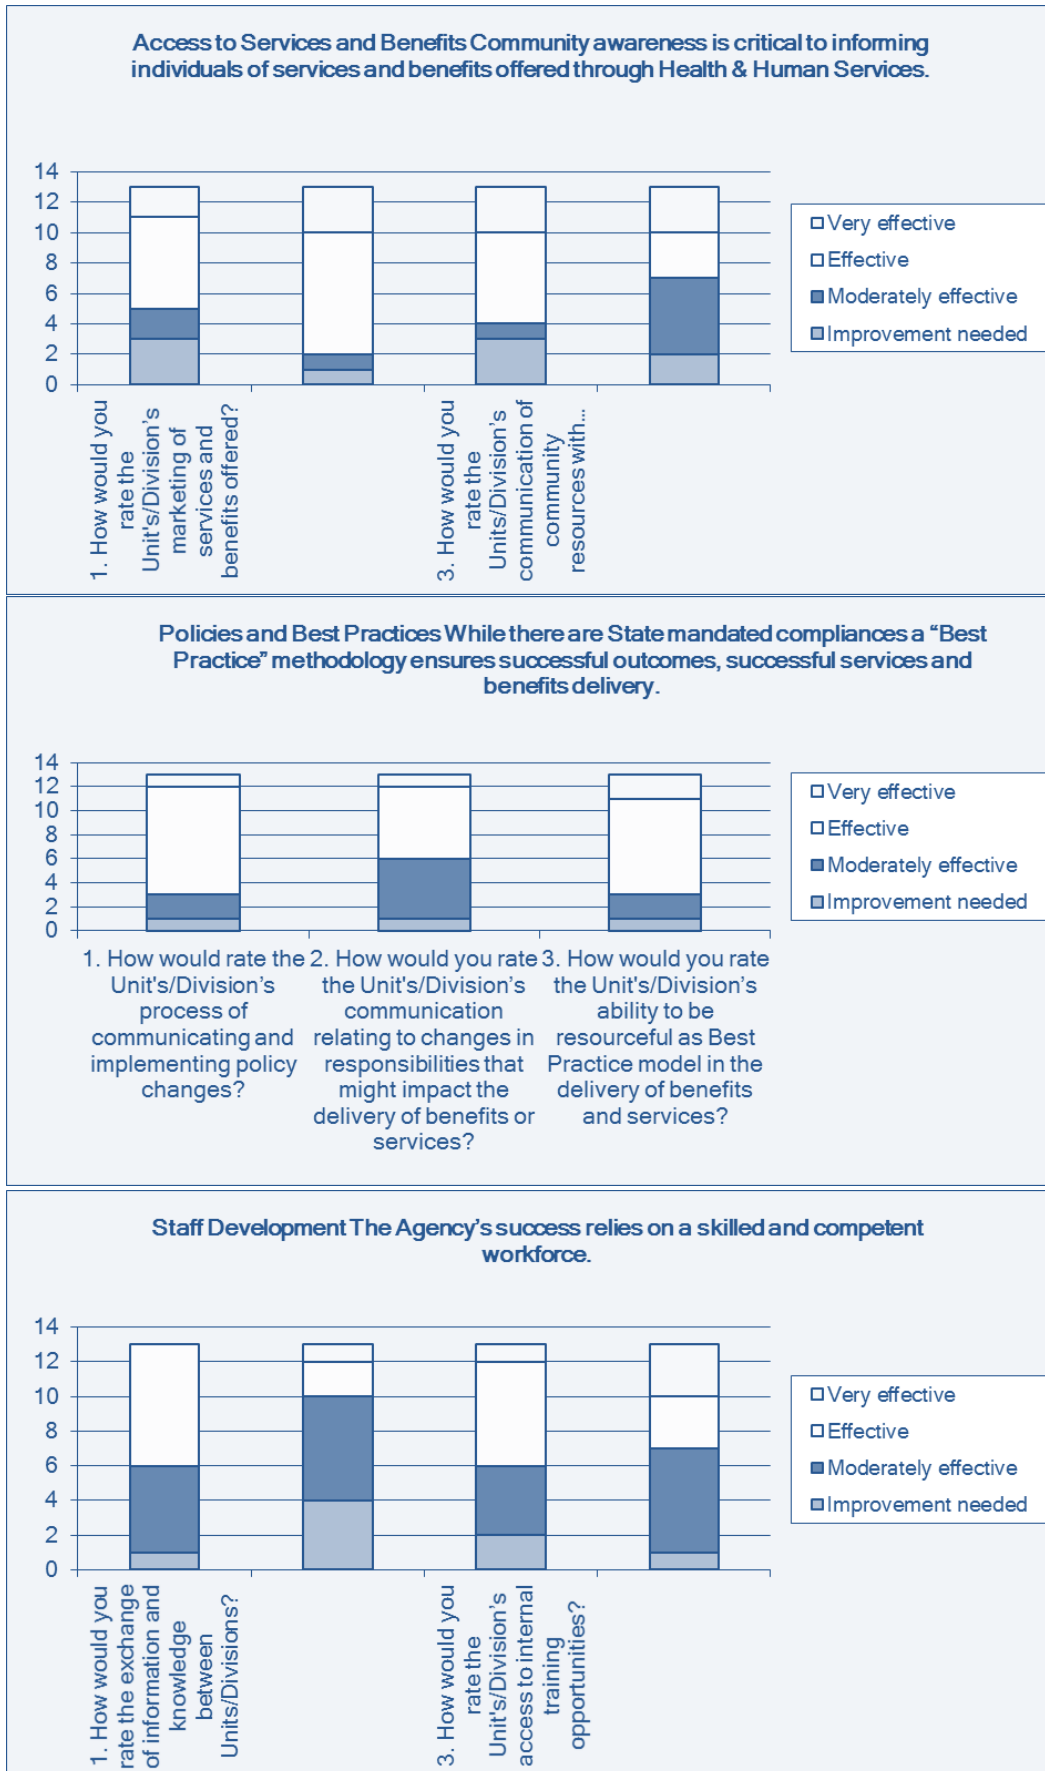 Access to Services and Benefits Community awareness is critical to informing
individuals of services and benefits offered through Health & Human Services.
14
12
10
8
6
4
2
0
Very effective
Effective
Moderately effective
Improvement needed
1. How would you
rate the
Unit's/Division's
marketing of
services and
benefits offered?
3. How would you
rate the
Units/Division's
communication of
community
resources with...
Policies and Best Practices While there are State mandated compliances a “Best
Practice” methodology ensures successful outcomes, successful services and
benefits delivery.
14
12
10
8
6
4
2
0
Very effective
Effective
Moderately effective
Improvement needed
1. How would rate the
Unit's/Division's
process of
communicating and
implementing policy
changes?
2. How would you rate
the Unit's/Division's
communication
relating to changes in
responsibilities that
might impact the
delivery of benefits or
services?
3. How would you rate
the Unit's/Division's
ability to be
resourceful as Best
Practice model in the
delivery of benefits
and services?
Staff Development The Agency's success relies on a skilled and competent
workforce.
14
12
10
8
6
4
2
0
Very effective
Effective
Moderately effective
Improvement needed
1. How would you
rate the exchange
of information and
knowledge
between
Units/Divisions?
3. How would you
rate the
Unit's/Division's
access to internal
training
opportunities?